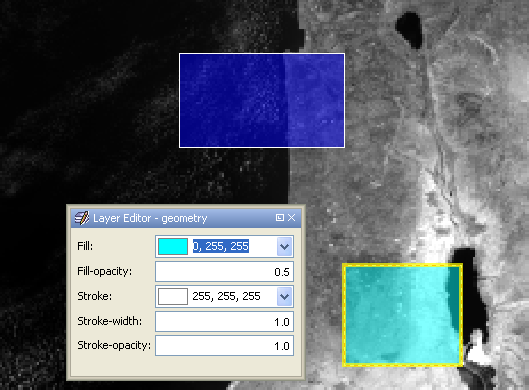 Layer Editor - geometry
Fill: 0, 255, 255
Fill-opacity: 0.5
Stroke: 255, 255, 255
Stroke-width: 1.0
Stroke-opacity: 1.0